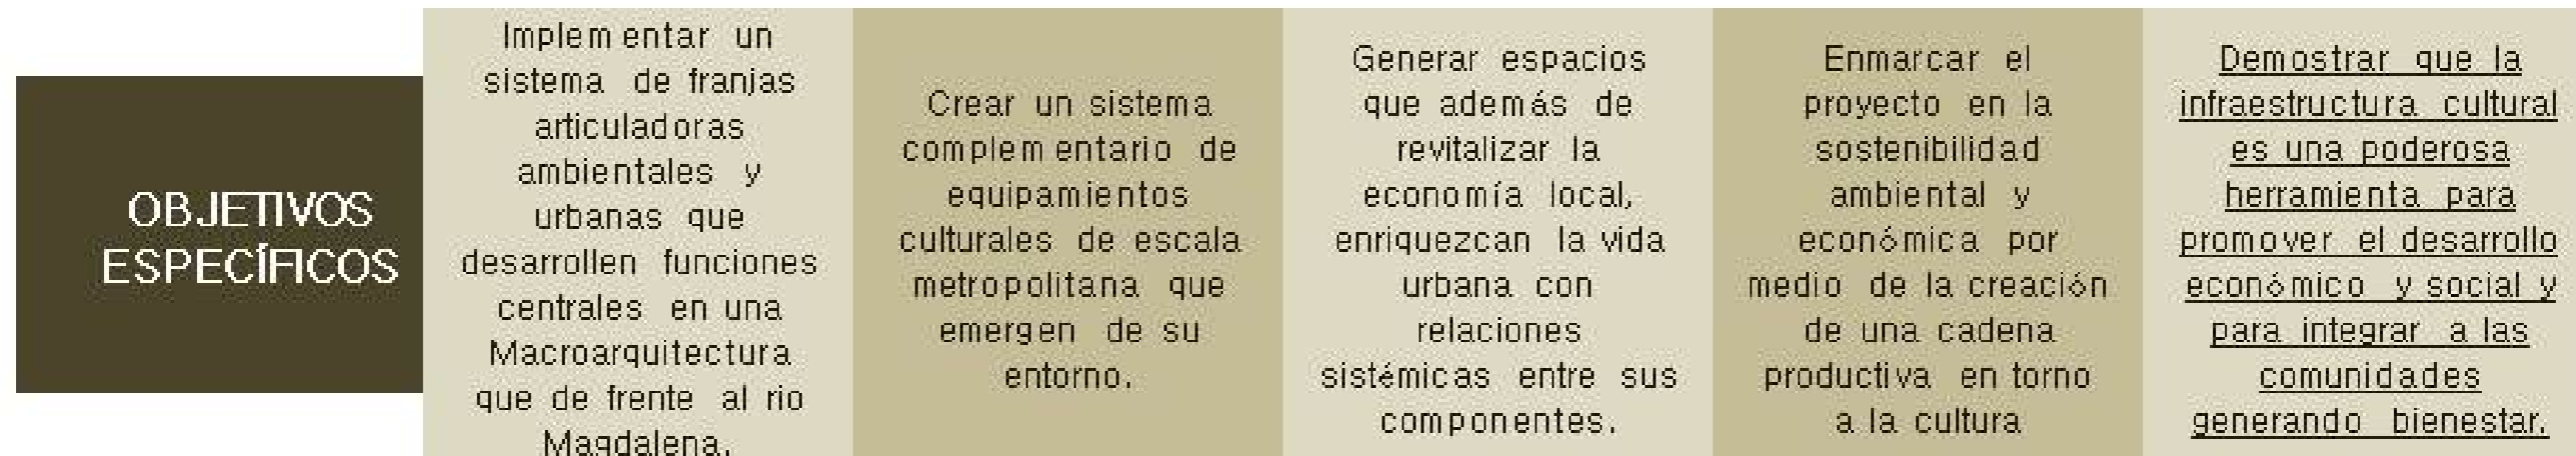 OBJETIVOS
ESPECÍFICOS
Implementar un
sistema de franjas
articuladoras
ambientales y
urbanas que
desarrollen funciones
centrales en una
Macroarquitectura
que de frente al rio
Magdalena.
Crear un sistema
complementario de
equipamientos
culturales de escala
metropolitana que
emergen de su
entorno.
Generar espacios
que además de
revitalizar la
economía local,
enriquezcan la vida
urbana con
relaciones
sistémicas entre sus
componentes.
Enmarcar el
proyecto en la
sostenibilidad
ambiental y
económica por
medio de la creación
de una cadena
productiva en torno
a la cultura
Demostrar que la
infraestructura cultural
es una poderosa
herramienta para
promover el desarrollo
económico y social y
para integrar a las
comunidades
generando bienestar.